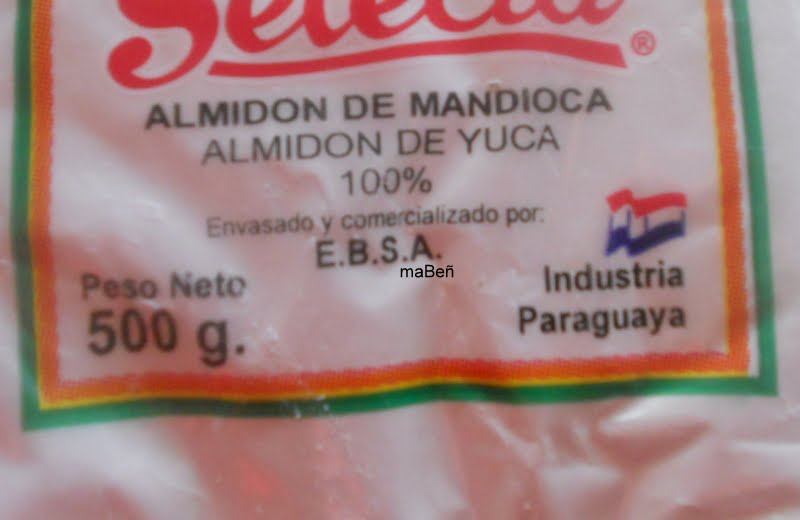 Selecta®
ALMIDON DE MANDIOCA
ALMIDON DE YUCA
100%
Envasado y comercializado por:
E.B.S.A.
maBeñ
Peso Neto
500 g.
Industria
Paraguaya